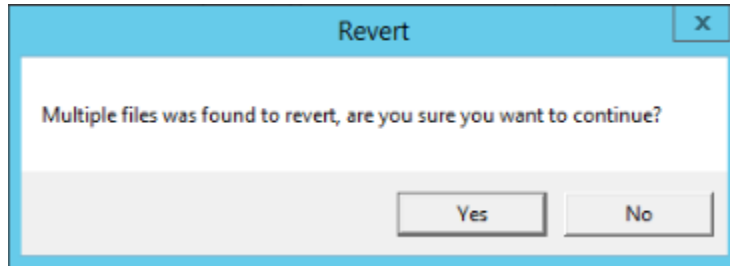 Revert
x
Multiple files was found to revert, are you sure you want to continue?
Yes No